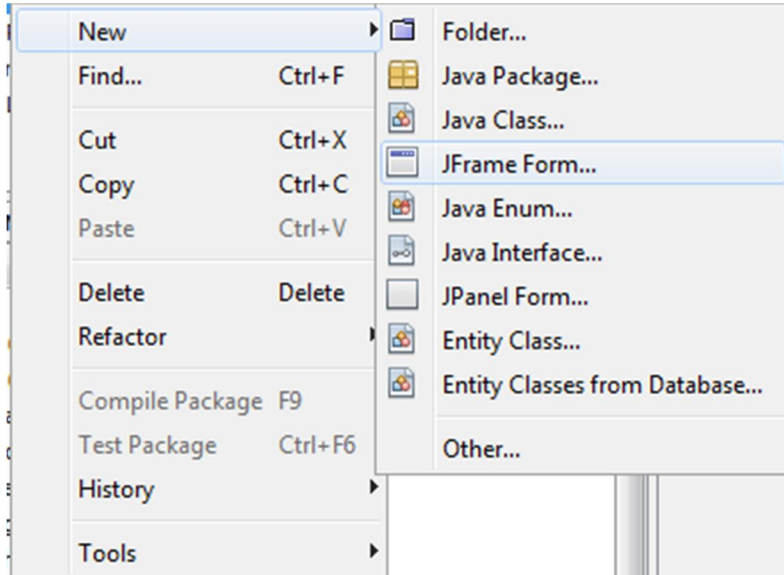 New
Find... Ctrl+F
Cut Ctrl+X
Copy Ctrl+C
Paste Ctrl+V
Delete Delete
Refactor
Compile Package F9
Test Package Ctrl+F6
History
Tools
Folder...
Java Package...
Java Class...
JFrame Form...
Java Enum...
Java Interface...
JPanel Form...
Entity Class...
Entity Classes from Database...
Other...